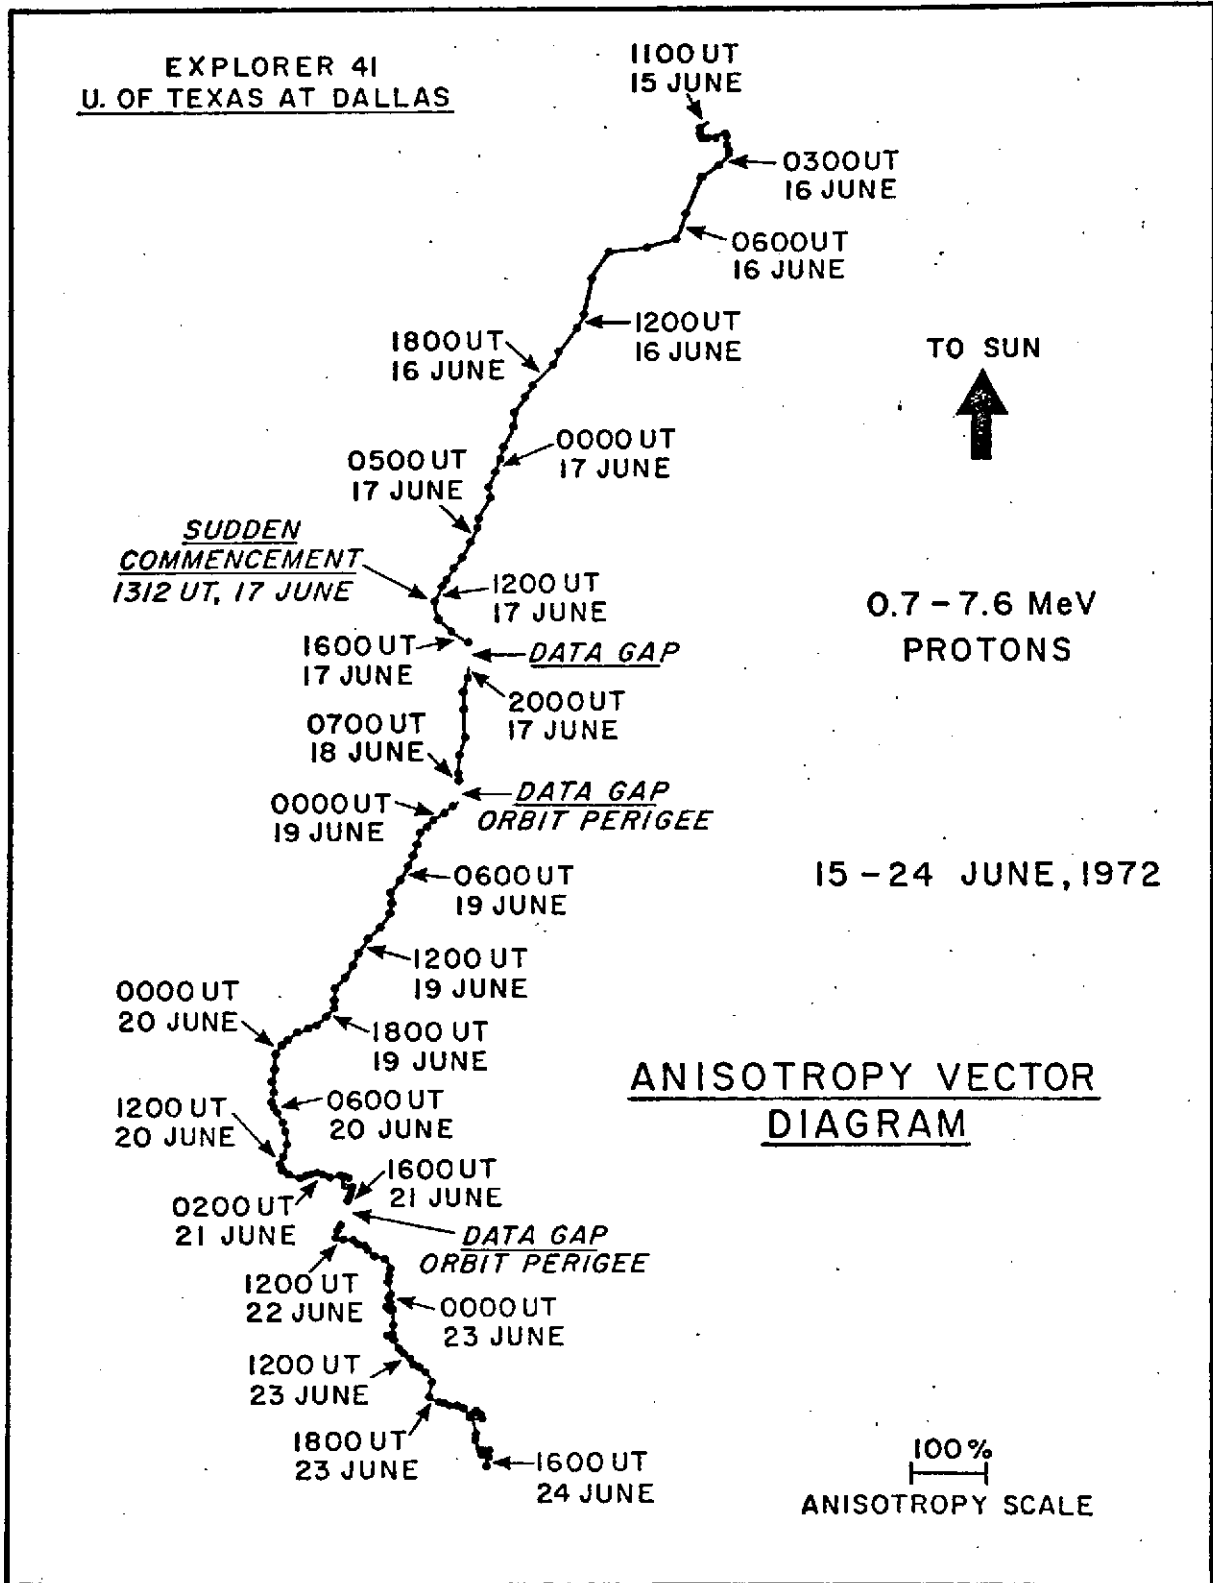 EXPLORER 41
U. OF TEXAS AT DALLAS
1100 UT
15 JUNE
0300 UT
16 JUNE
0600 UT
16 JUNE
1200 UT
16 JUNE
1800 UT
16 JUNE
TO SUN
0000 UT
17 JUNE
0500 UT
17 JUNE
SUDDEN
COMMENCEMENT
1312 UT, 17 JUNE
1200 UT
17 JUNE
0.7 - 7.6 MeV
PROTONS
1600 UT
17 JUNE
DATA GAP
2000 UT
17 JUNE
0700 UT
18 JUNE
DATA GAP
ORBIT PERIGEE
0000 UT
19 JUNE
0600 UT
19 JUNE
15 - 24 JUNE, 1972
1200 UT
19 JUNE
0000 UT
20 JUNE
1800 UT
19 JUNE
ANISOTROPY VECTOR
DIAGRAM
0600 UT
20 JUNE
1200 UT
20 JUNE
1600 UT
21 JUNE
0200 UT
21 JUNE
DATA GAP
ORBIT PERIGEE
1200 UT
22 JUNE
0000 UT
23 JUNE
1200 UT
23 JUNE
1800 UT
23 JUNE
1600 UT
24 JUNE
100%
ANISOTROPY SCALE